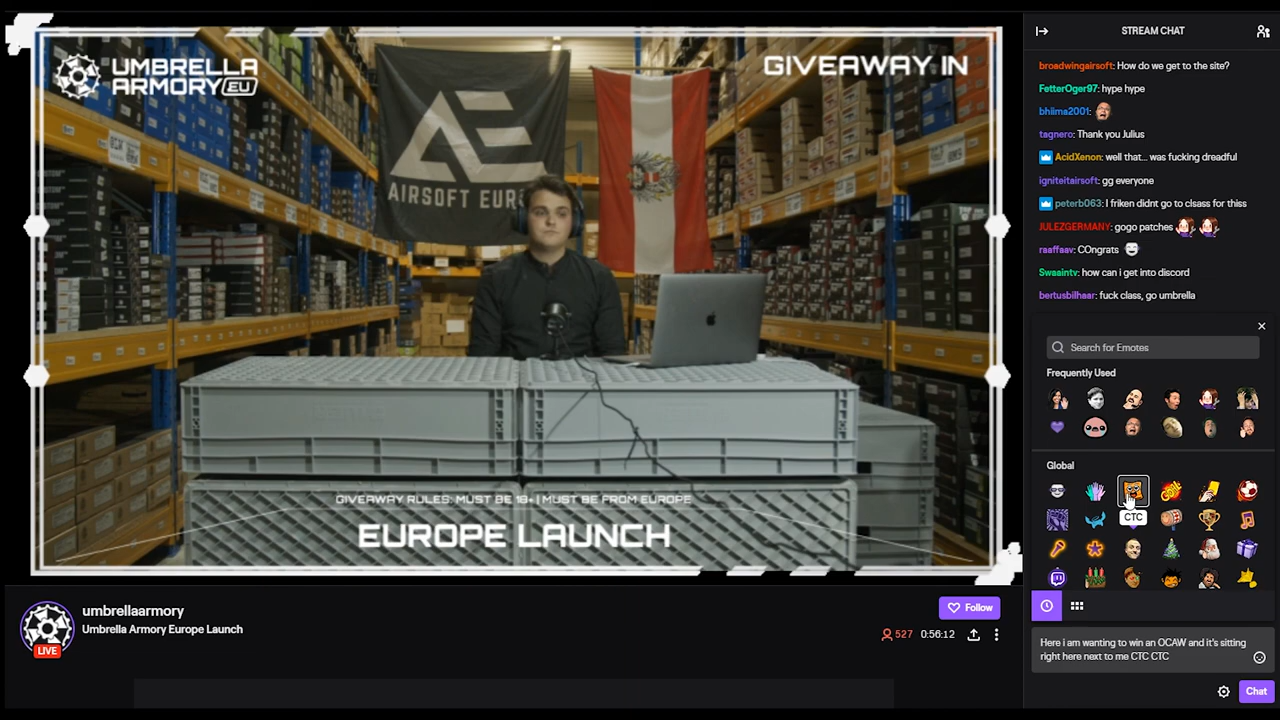 UMBRELLA
ARMORY EU
GIVEAWAY IN
AIRSOFT EURO
GIVEAWAY RULES: MUST BE 18+ | MUST BE FROM EUROPE
EUROPE LAUNCH
umbrellaarmory
Umbrella Armory Europe Launch
LIVE
Follow
527 0:56:12
STREAM CHAT
broadwingairsoft: How do we get to the site?
FetterOger97: hype hype
bhiima2001:
tagnero: Thank you Julius
AcidXenon: well that... was fucking dreadful
igniteitairsoft: gg everyone
peterb063: I friken didnt go to clsass for thiss
JULEZGERMANY: gogo patches
raaffaav: COngrats
Swaaintv: how can i get into discord
bertusbilhaar: fuck class, go umbrella
Search for Emotes
Frequently Used
Global
CTC
Here i am wanting to win an OCAW and it's sitting
right here next to me CTC CTC
Chat